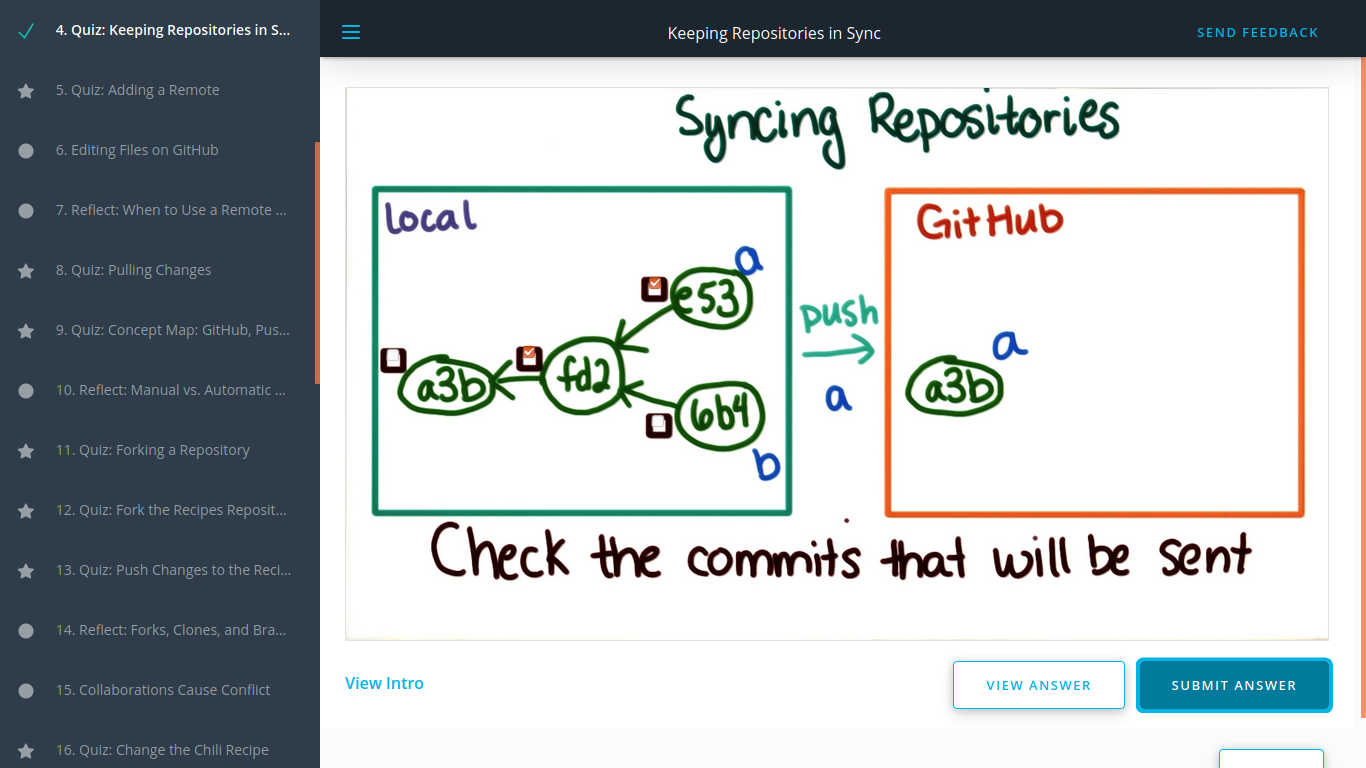 4. Quiz: Keeping Repositories in S...
5. Quiz: Adding a Remote
6. Editing Files on GitHub
7. Reflect: When to Use a Remote ...
8. Quiz: Pulling Changes
9. Quiz: Concept Map: GitHub, Pus...
10. Reflect: Manual vs. Automatic ...
11. Quiz: Forking a Repository
12. Quiz: Fork the Recipes Reposit...
13. Quiz: Push Changes to the Reci...
14. Reflect: Forks, Clones, and Bra...
15. Collaborations Cause Conflict
16. Quiz: Change the Chili Recipe
Keeping Repositories in Sync
SEND FEEDBACK
Syncing Repositories
local
a
e53
a3b
fd2
6b4
b
push
a
GitHub
a
a3b
Check the commits that will be sent
View Intro
VIEW ANSWER
SUBMIT ANSWER